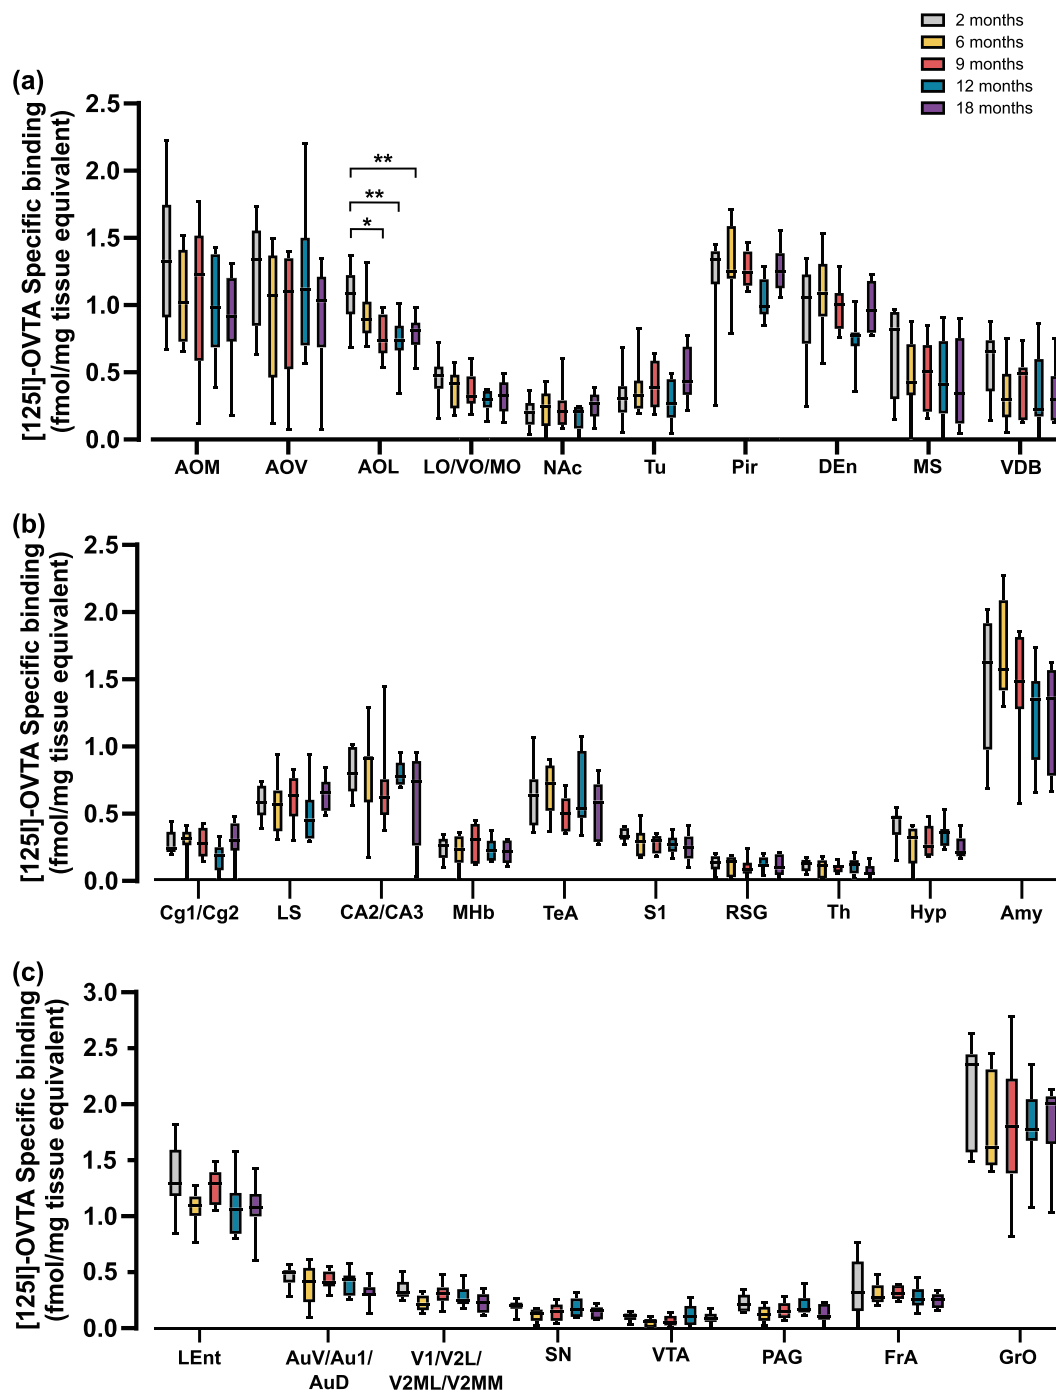 2 months
6 months
9 months
12 months
18 months
(a)
[125I]-OVTA Specific binding
(fmol/mg tissue equivalent)
2.5
2.0
1.5
1.0
0.5
0.0
**
**
*
AOM AOV AOL LO/VO/MO NAc Tu Pir DEn MS VDB
(b)
[125I]-OVTA Specific binding
(fmol/mg tissue equivalent)
2.5
2.0
1.5
1.0
0.5
0.0
Cg1/Cg2 LS CA2/CA3 MHb TeA S1 RSG Th Hyp Amy
(c)
[125I]-OVTA Specific binding
(fmol/mg tissue equivalent)
3.0
2.5
2.0
1.5
1.0
0.5
0.0
LEnt AuV/Au1/ V1/V2L/ SN VTA PAG FrA GrO
AuD V2ML/V2MM